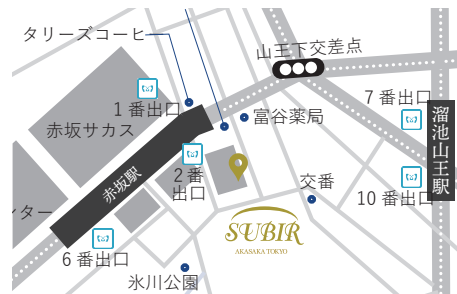 タリーズコーヒ
山王下交差点
1番出口
富谷薬局
7番出口
赤坂サカス
溜池山王駅
赤坂駅
2番
出口
交番
10番出口
ンター
SUBIR
AKASAKA TOKYO
6番出口
氷川公園